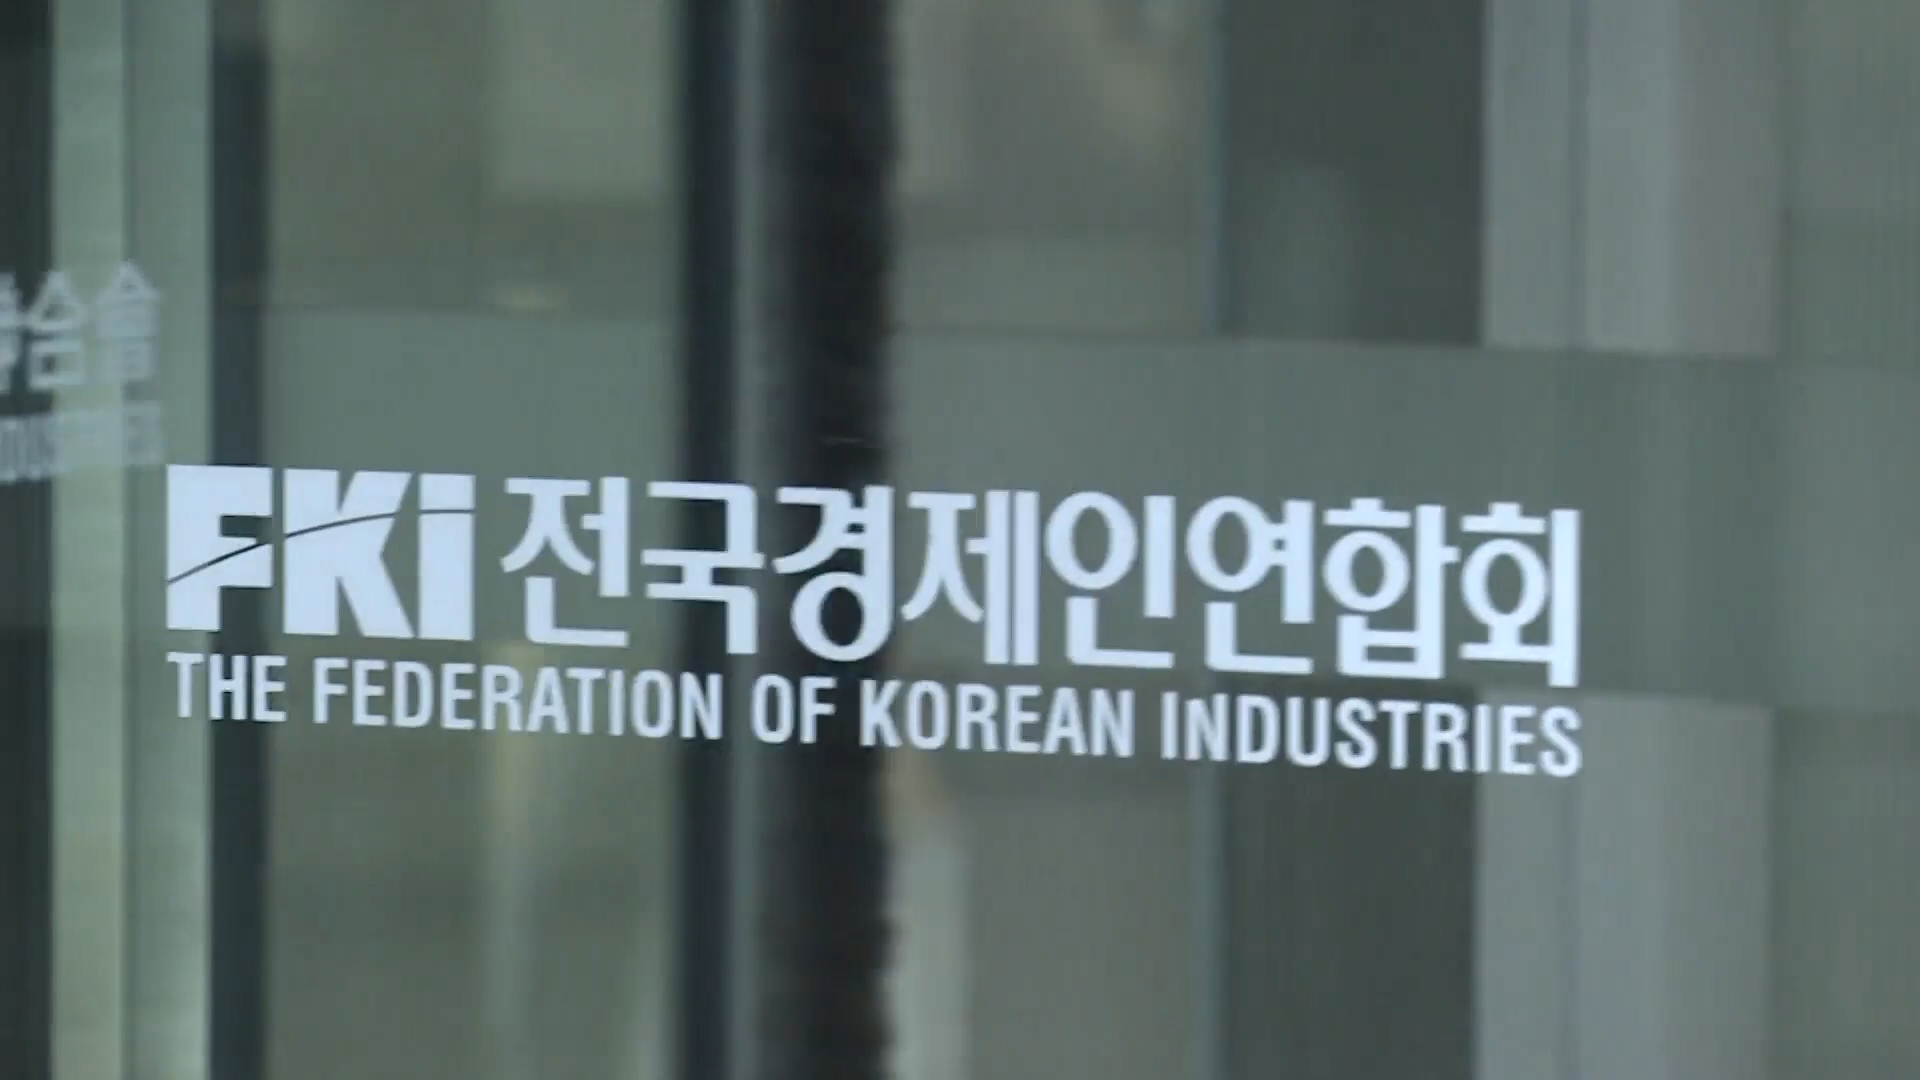 FKI 전국경제인연합회
THE FEDERATION OF KOREAN INDUSTRIES